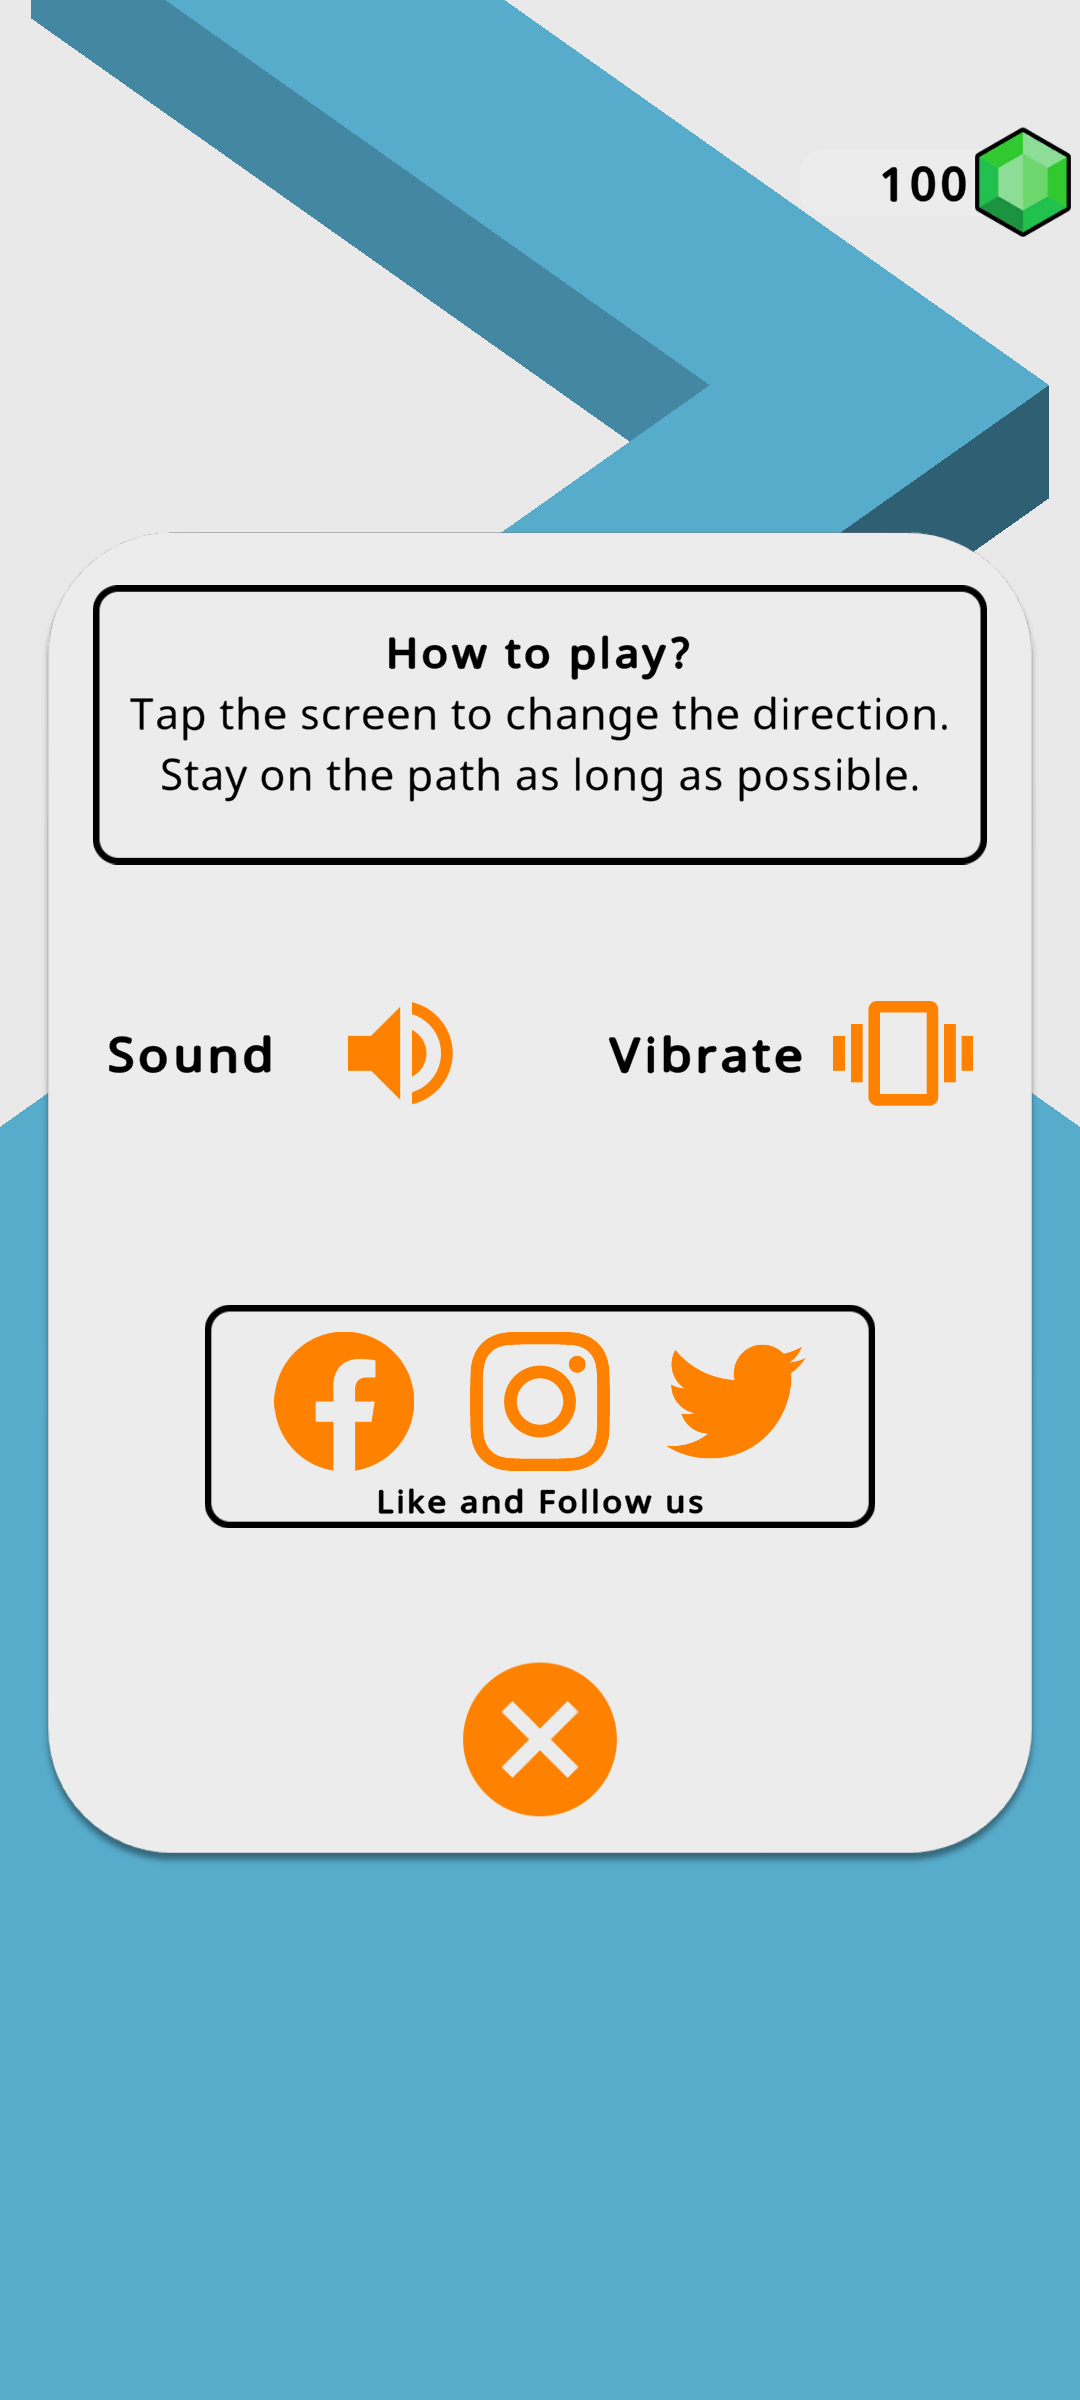 100
How to play?
Tap the screen to change the direction.
Stay on the path as long as possible.
Sound
Vibrate
Like and Follow us